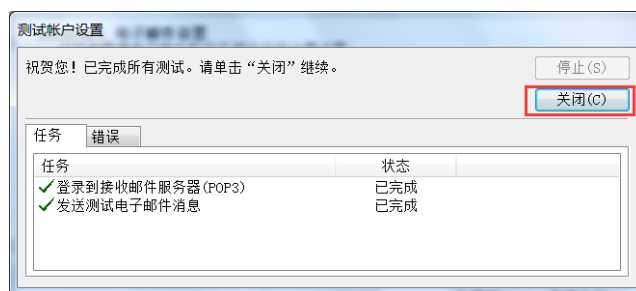 测试帐户设置
祝贺您！已完成所有测试。请单击“关闭”继续。
停止(S)
关闭(C)
任务
错误
任务 状态
登录到接收邮件服务器(POP3) 已完成
发送测试电子邮件消息 已完成